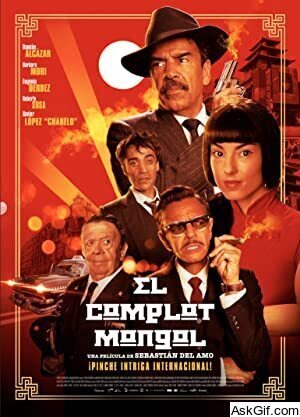 Damián
ALCÁZAR
Bárbara
MORI
Eugenio
DERBEZ
Roberto
SOSA
Xavier
LÓPEZ "CHABELO"
EL
COMPLOT
MONGOL
UNA PELÍCULA DE SEBASTIÁN DEL AMO
¡PINCHE INTRIGA INTERNACIONAL!
AskGif.com